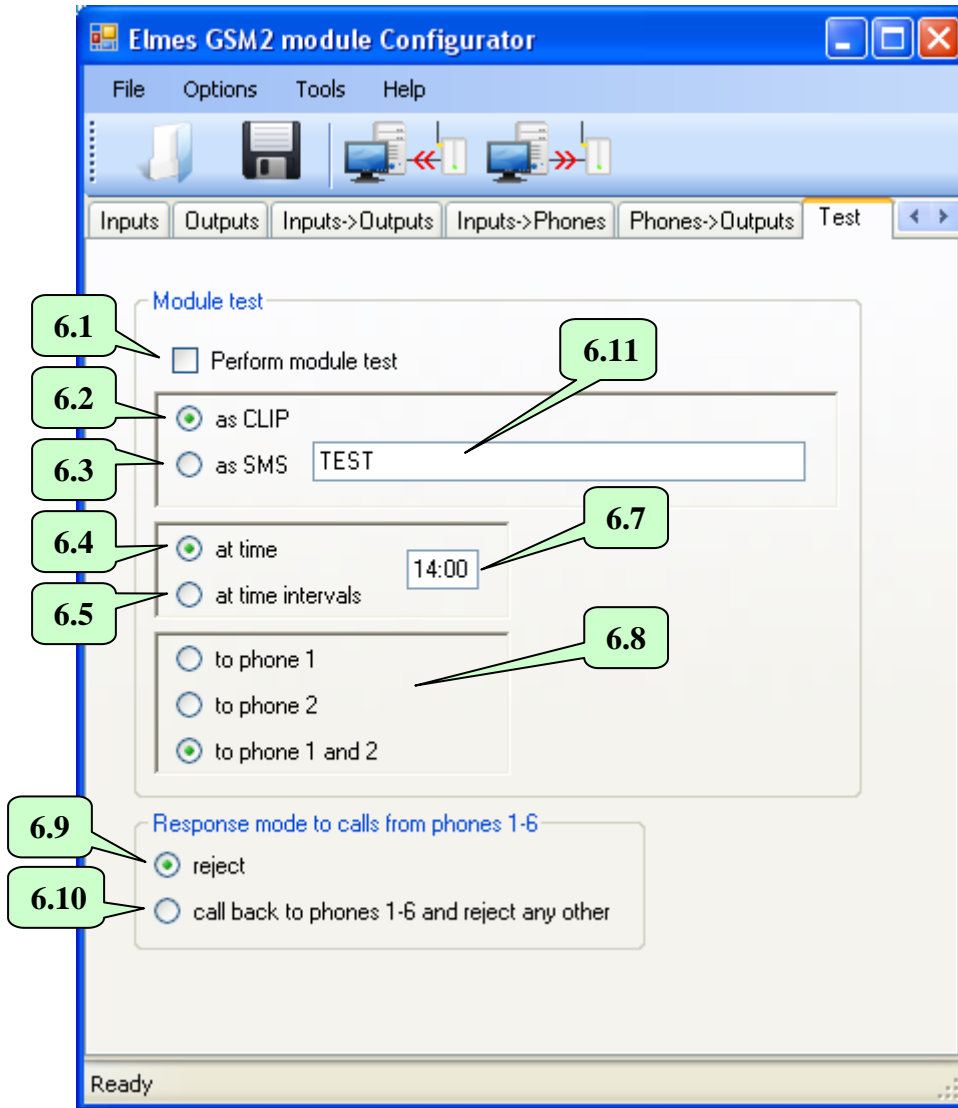 Elmes GSM2 module Configurator
File Options Tools Help
Inputs Outputs Inputs->Outputs Inputs->Phones Phones->Outputs Test
Module test
6.1
Perform module test
6.11
6.2
as CLIP
6.3
as SMS TEST
6.7
6.4
at time
14:00
6.5
at time intervals
6.8
to phone 1
to phone 2
to phone 1 and 2
6.9
Response mode to calls from phones 1-6
reject
6.10
call back to phones 1-6 and reject any other
Ready